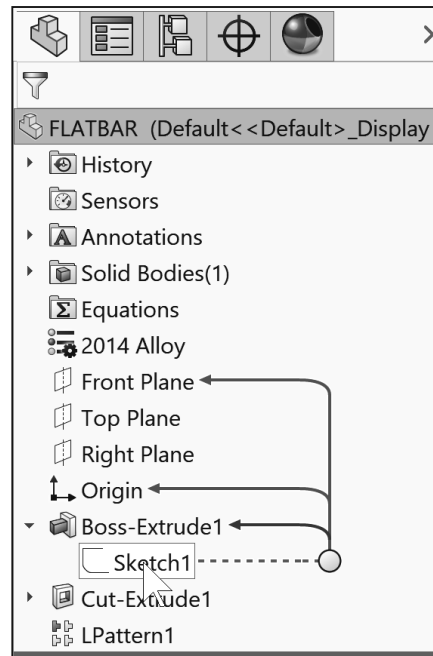 FLATBAR (Default<<Default>_Display
History
Sensors
Annotations
Solid Bodies(1)
Equations
2014 Alloy
Front Plane
Top Plane
Right Plane
Origin
Boss-Extrude1
Sketch1
Cut-Extrude1
LPattern1